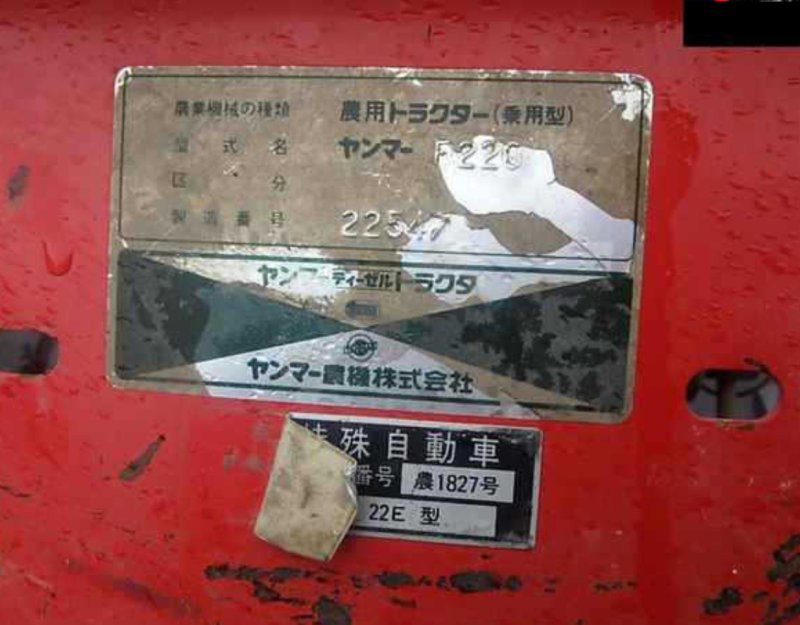 農業機械の種類 農用トラクター(乗用型)
型式名 ヤンマー F220
区分
製造番号 22547
ヤンマーディーゼルトラクタ
ヤンマー農機株式会社
特殊自動車
番号 農1827号
22E 型